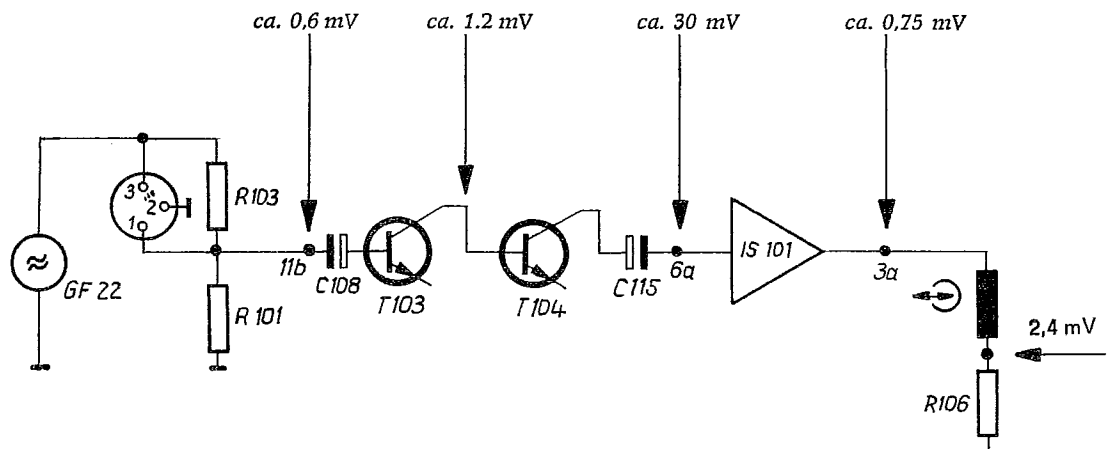 ca. 0,6 mV
ca. 1.2 mV
ca. 30 mV
ca. 0,75 mV
3
2
1
R103
GF 22
R101
11b
C108
T103
T104
C115
6a
IS 101
3a
2,4 mV
R106